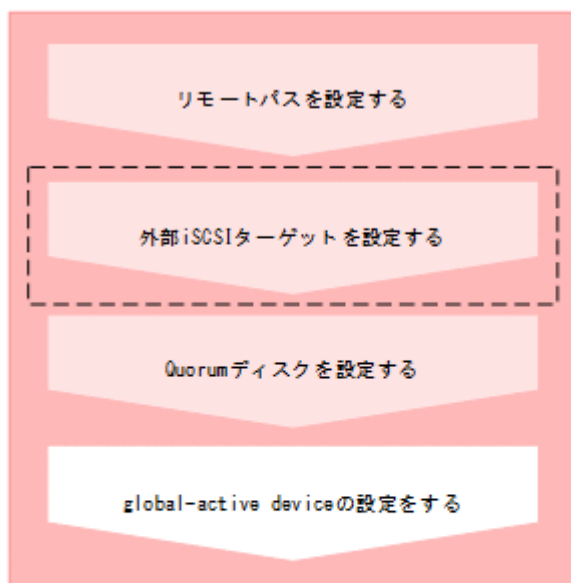 リモートパスを設定する
外部iSCSIターゲットを設定する
Quorumディスクを設定する
global-active deviceの設定をする